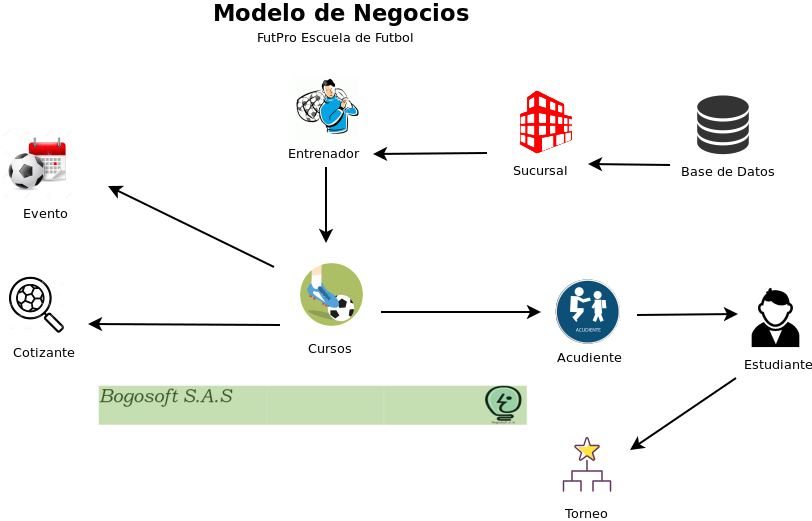 Modelo de Negocios
FutPro Escuela de Futbol
Entrenador
Sucursal
Base de Datos
Evento
Cotizante
Cursos
ACUDIENTE
Acudiente
Estudiante
Bogosoft S.A.S
Torneo